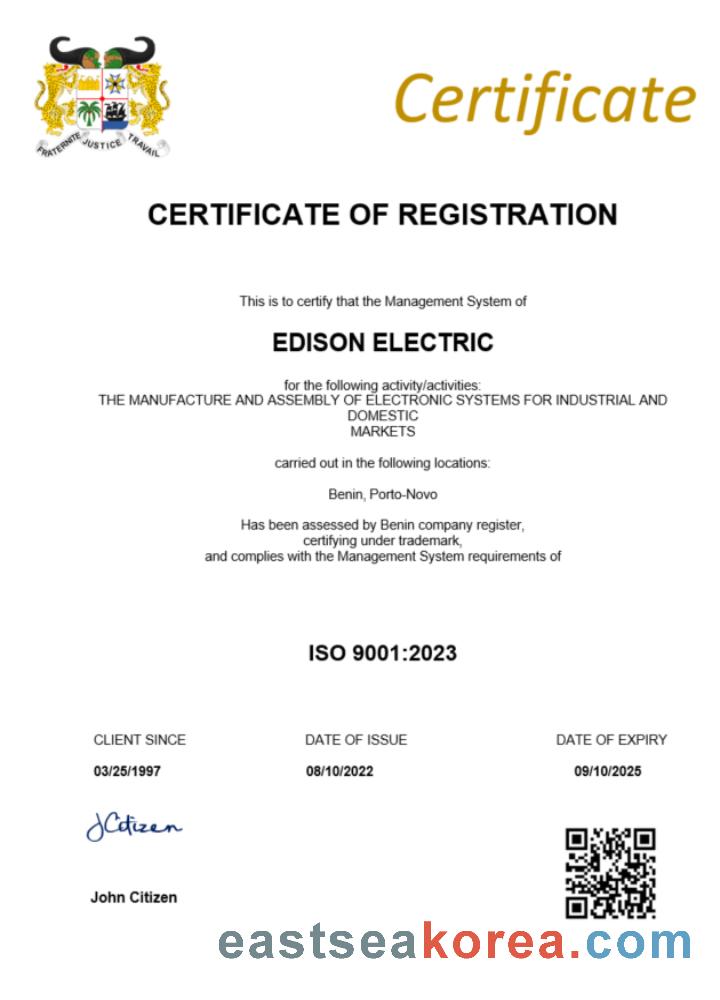 FRATERNITE JUSTICE TRAVAIL
Certificate
CERTIFICATE OF REGISTRATION
This is to certify that the Management System of
EDISON ELECTRIC
for the following activity/activities:
THE MANUFACTURE AND ASSEMBLY OF ELECTRONIC SYSTEMS FOR INDUSTRIAL AND
DOMESTIC
MARKETS
carried out in the following locations:
Benin, Porto-Novo
Has been assessed by Benin company register,
certifying under trademark,
and complies with the Management System requirements of
ISO 9001:2023
CLIENT SINCE DATE OF ISSUE DATE OF EXPIRY
03/25/1997 08/10/2022 09/10/2025
JCitizen
John Citizen
eastseakorea.com